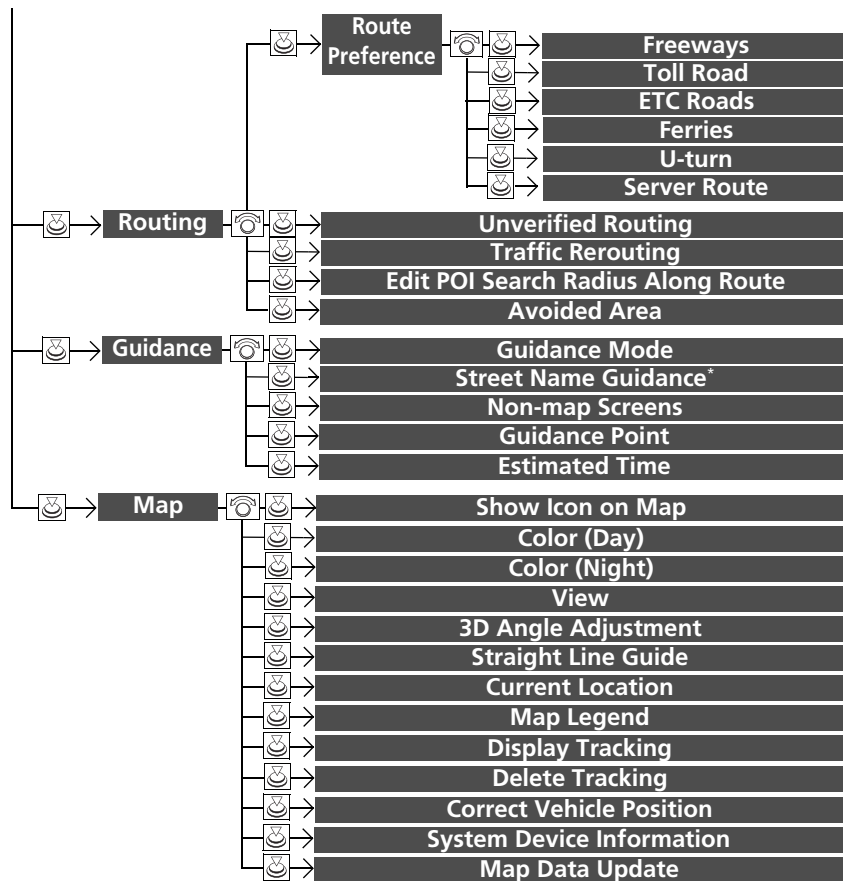 Route
Preference
Freeways
Toll Road
ETC Roads
Ferries
U-turn
Server Route
Routing
Unverified Routing
Traffic Rerouting
Edit POI Search Radius Along Route
Avoided Area
Guidance
Guidance Mode
Street Name Guidance*
Non-map Screens
Guidance Point
Estimated Time
Map
Show Icon on Map
Color (Day)
Color (Night)
View
3D Angle Adjustment
Straight Line Guide
Current Location
Map Legend
Display Tracking
Delete Tracking
Correct Vehicle Position
System Device Information
Map Data Update